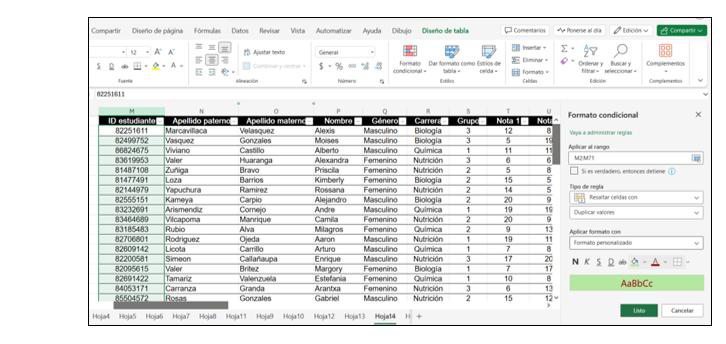 Compartir Diseño de página Fórmulas Datos Revisar Vista Automatizar Ayuda Dibujo Diseño de tabla Comentarios Ponerse al día Edición Compartir
12 A A Ajustar texto General Insertar Σ
Formato condicional Dar formato como tabla Estilos de celda Eliminar Ordenar y filtrar Buscar y seleccionar Complementos
N S ab A Combinar y centrar $ % Formato
Fuente Alineación Número Estilos Celdas Edición Complementos
82251611
M N O P Q R S T U
ID estudiante Apellido paterno Apellido materno Nombre Género Carrera Grupo Nota 1 Nota
82251611 Marcavillaca Velasquez Alexis Masculino Biología 3 12 8
82499752 Vasquez Gonzales Moises Masculino Biología 3 5 19
86824675 Viviano Castillo Alberto Masculino Química 1 11 11
83619953 Valer Huaranga Alexandra Femenino Nutrición 3 6 6
81487108 Zuñiga Bravo Priscila Femenino Nutrición 2 5 8
81477491 Loza Barrios Kimberly Femenino Biología 2 15 5
82144979 Yapuchura Ramirez Rossana Femenino Nutrición 2 14 5
82555151 Kameya Carpio Alejandro Masculino Biología 2 20 9
83232691 Arismendiz Cornejo Andre Masculino Química 1 19 19
83464689 Vilcapoma Manrique Camila Femenino Nutrición 2 20 9
83185483 Rubio Alva Milagros Femenino Química 2 9 13
82706801 Rodriguez Ojeda Aaron Masculino Nutrición 1 19 11
82609142 Licota Carrillo Arturo Masculino Química 1 7 8
82200581 Simeon Callañaupa Enrique Masculino Nutrición 3 17 20
82095615 Valer Britez Margory Femenino Biología 1 7 17
82691422 Tamariz Valenzuela Estefania Femenino Química 1 10 8
84053171 Carranza Granda Arantxa Femenino Nutrición 3 6 13
85504572 Rosas Gonzales Gabriel Masculino Nutrición 2 15 12
Hoja4 Hoja5 Hoja6 Hoja7 Hoja8 Hoja11 Hoja9 Hoja10 Hoja12 Hoja13 Hoja14 H +
Formato condicional
Vaya a administrar reglas
Aplicar al rango
M2:M71
Si es verdadero, entonces detiene
Tipo de regla
Resaltar celdas con
Duplicar valores
Aplicar formato con
Formato personalizado
N K S D ab A
AaBbCc
Listo Cancelar